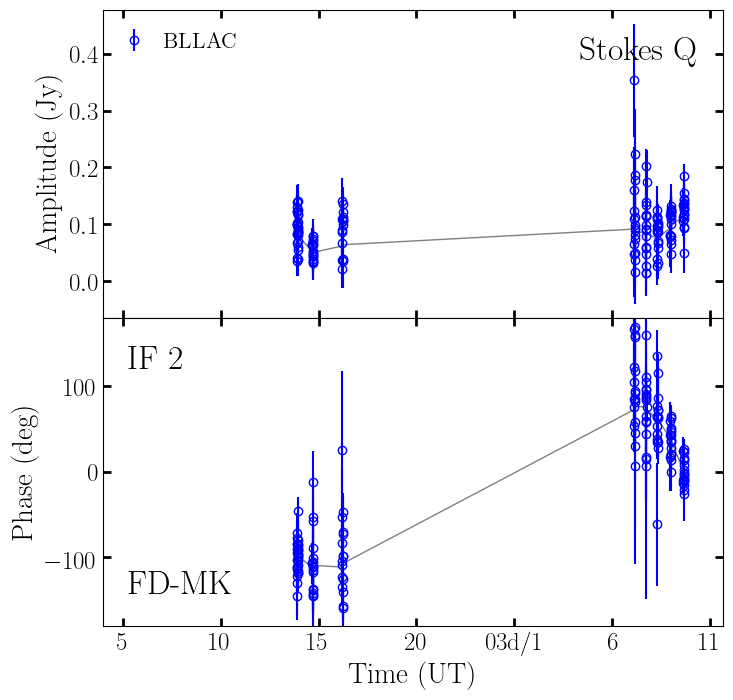 BLLAC
Stokes Q
0.4
0.3
0.2
0.1
0.0
Amplitude (Jy)
IF 2
100
0
−100
Phase (deg)
FD-MK
5 10 15 20 03d/1 6 11
Time (UT)